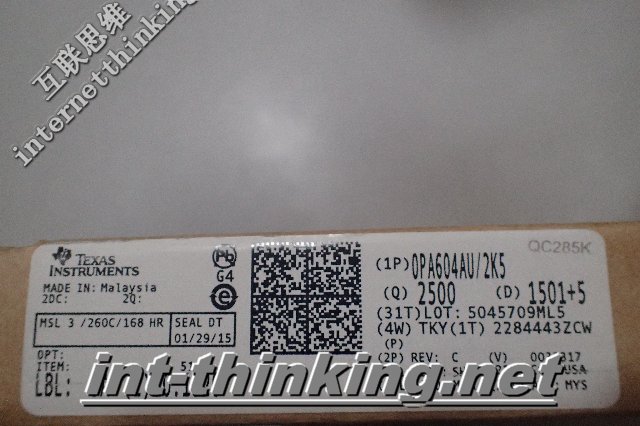 互联思维
internetthinking
TEXAS
INSTRUMENTS
MADE IN: Malaysia
2DC: 2Q:
MSL 3 /260C/168 HR
SEAL DT
01/29/15
OPT:
ITEM:
LBL:
Pb
G4
e
QC285K
(1P) OPA604AU/2K5
(Q) 2500 (D) 1501+5
(31T)LOT: 5045709ML5
(4W) TKY(1T) 2284443ZCW
(P)
(2P) REV: C (V)
MYS
int-thinking.net